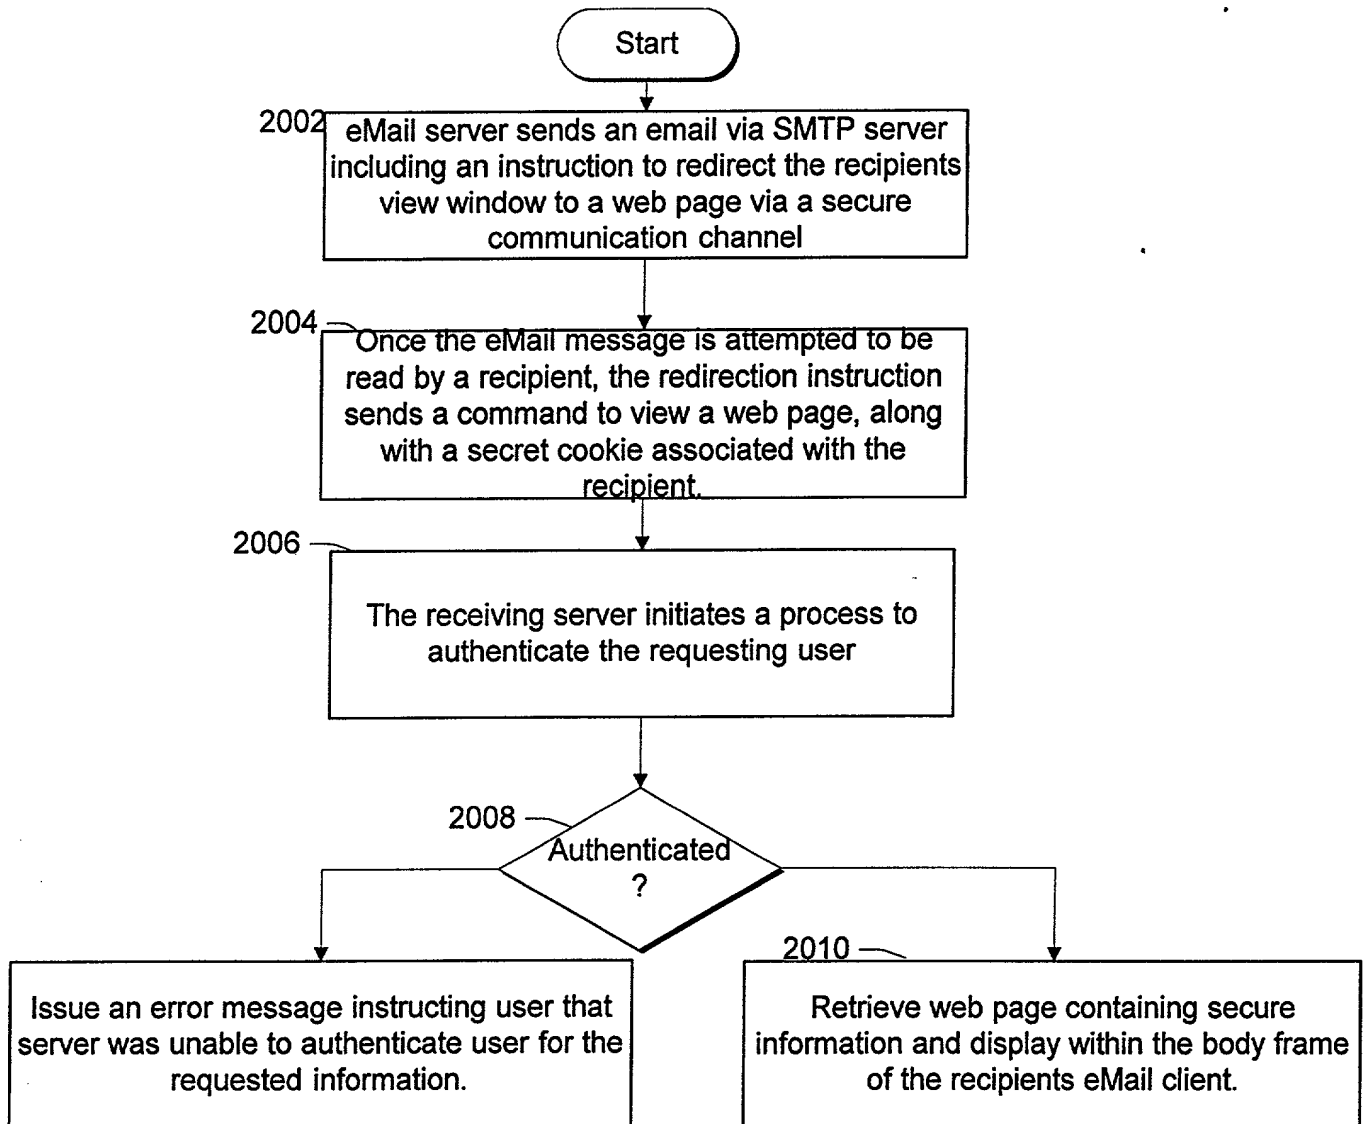 Start
2002
eMail server sends an email via SMTP server
including an instruction to redirect the recipients
view window to a web page via a secure
communication channel
2004
Once the eMail message is attempted to be
read by a recipient, the redirection instruction
sends a command to view a web page, along
with a secret cookie associated with the
recipient.
2006
The receiving server initiates a process to
authenticate the requesting user
2008
Authenticated
?
Issue an error message instructing user that
server was unable to authenticate user for the
requested information.
2010
Retrieve web page containing secure
information and display within the body frame
of the recipients eMail client.